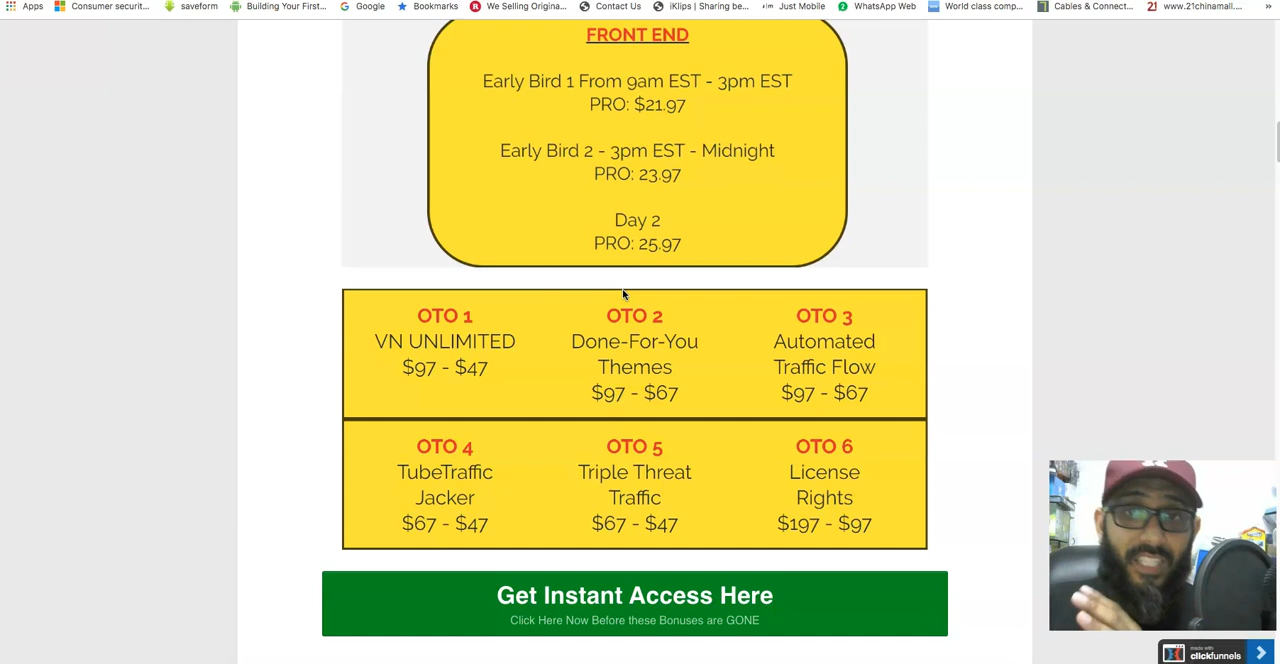 Apps
Consumer securit...
saveform
Building Your First...
Google
Bookmarks
We Selling Origina...
Contact Us
iKlips | Sharing be...
Just Mobile
WhatsApp Web
World class comp...
Cables & Connect...
www.21chinamall....
»
FRONT END
Early Bird 1 From 9am EST - 3pm EST
PRO: $21.97
Early Bird 2 - 3pm EST - Midnight
PRO: 23.97
Day 2
PRO: 25.97
OTO 1
VN UNLIMITED
$97 - $47
OTO 2
Done-For-You
Themes
$97 - $67
OTO 3
Automated
Traffic Flow
$97 - $67
OTO 4
TubeTraffic
Jacker
$67 - $47
OTO 5
Triple Threat
Traffic
$67 - $47
OTO 6
License
Rights
$197 - $97
Get Instant Access Here
Click Here Now Before these Bonuses are GONE
made with
clickfunnels